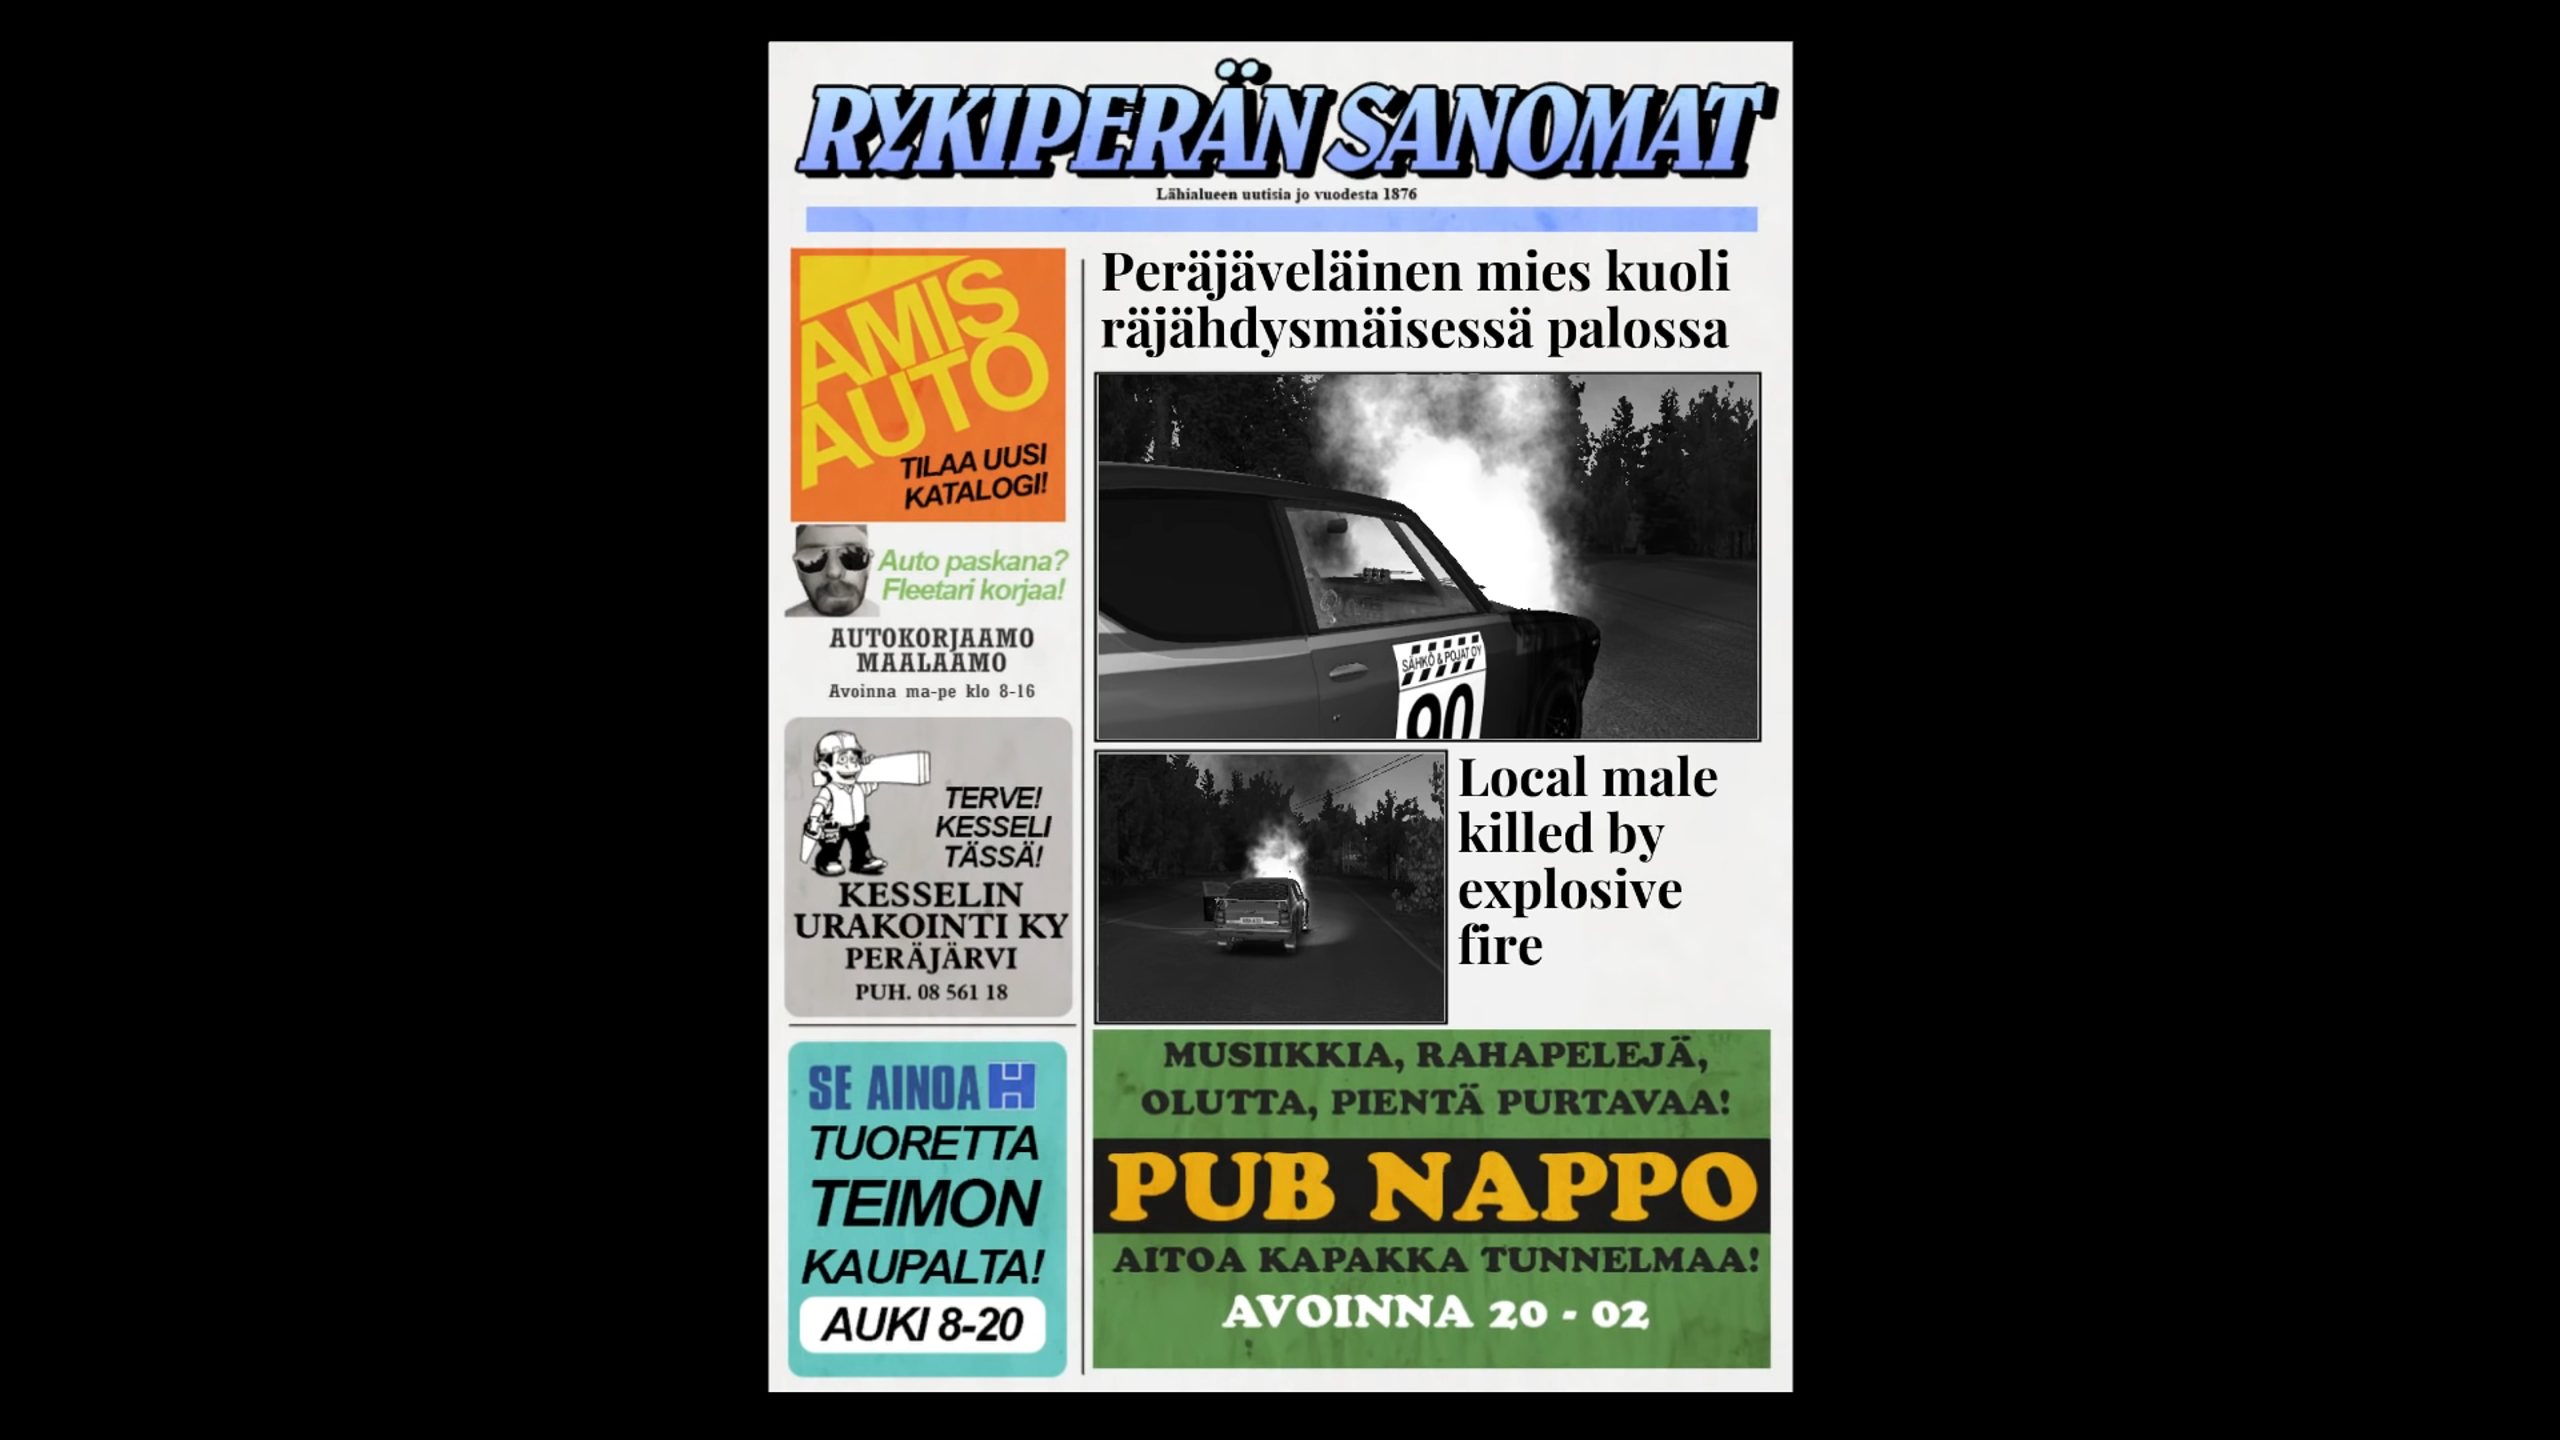 RYKIPERÄN SANOMAT
Lähialueen uutisia jo vuodesta 1876
AMIS
AUTO
TILAA UUSI
KATALOGI!
Auto paskana?
Fleetari korjaa!
AUTOKORJAAMO
MAALAAMO
Avoinna ma-pe klo 8-16
TERVE!
KESSELI
TÄSSÄ!
KESSELIN
URAKOINTI KY
PERÄJÄRVI
PUH. 08 561 18
SE AINOA H
TUORETTA
TEIMON
KAUPALTA!
AUKI 8-20
Peräjäveläinen mies kuoli
räjähdysmäisessä palossa
SÄHKÖ & POJAT OY
90
Local male
killed by
explosive
fire
MUSIIKKIA, RAHAPELEJÄ,
OLUTTA, PIENTÄ PURTAVAA!
PUB NAPPO
AITOA KAPAKKA TUNNELMAA!
AVOINNA 20 - 02